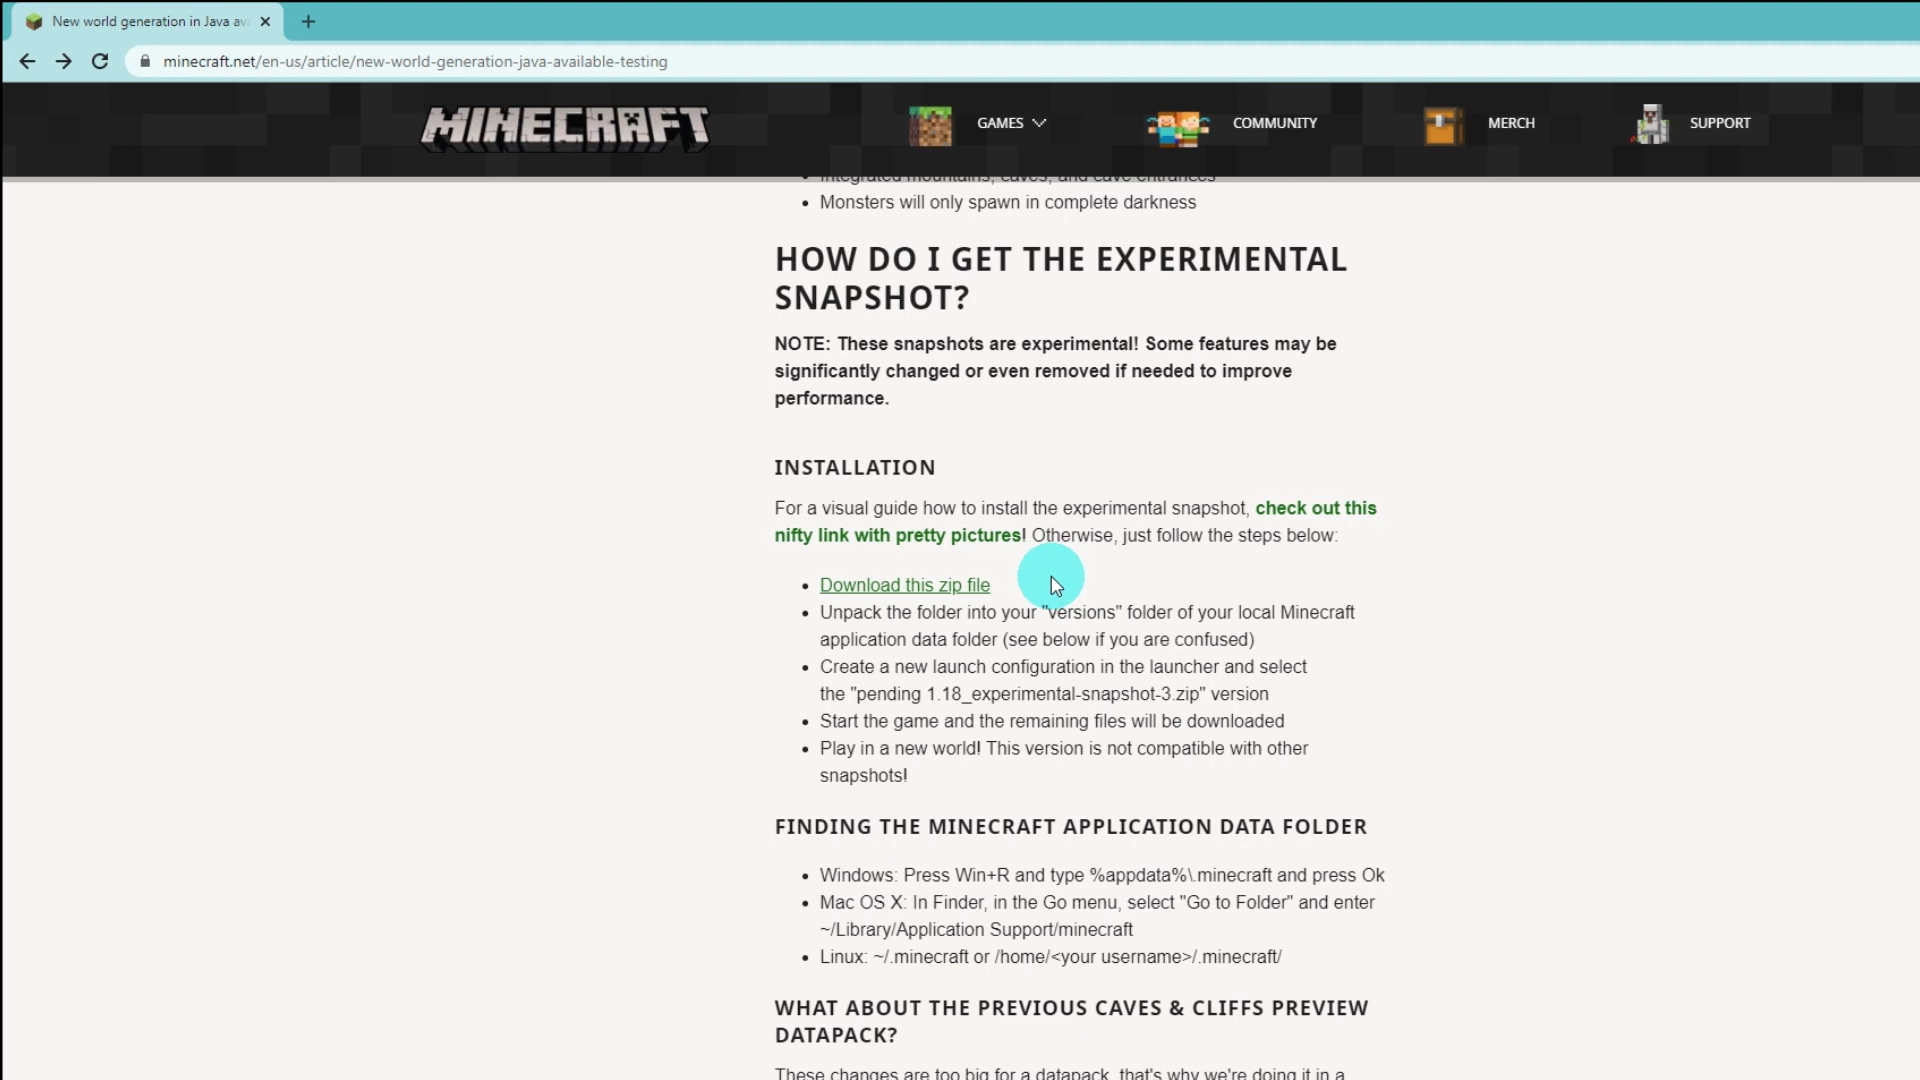 New world generation in Java av
minecraft.net/en-us/article/new-world-generation-java-available-testing
MINECRAFT
GAMES
COMMUNITY
MERCH
SUPPORT
Integrated mountains, caves, and cave entrances
Monsters will only spawn in complete darkness
HOW DO I GET THE EXPERIMENTAL
SNAPSHOT?
NOTE: These snapshots are experimental! Some features may be
significantly changed or even removed if needed to improve
performance.
INSTALLATION
For a visual guide how to install the experimental snapshot, check out this
nifty link with pretty pictures! Otherwise, just follow the steps below:
Download this zip file
Unpack the folder into your "versions" folder of your local Minecraft
application data folder (see below if you are confused)
Create a new launch configuration in the launcher and select
the "pending 1.18_experimental-snapshot-3.zip" version
Start the game and the remaining files will be downloaded
Play in a new world! This version is not compatible with other
snapshots!
FINDING THE MINECRAFT APPLICATION DATA FOLDER
Windows: Press Win+R and type %appdata%\.minecraft and press Ok
Mac OS X: In Finder, in the Go menu, select "Go to Folder" and enter
~/Library/Application Support/minecraft
Linux: ~/.minecraft or /home/<your username>/.minecraft/
WHAT ABOUT THE PREVIOUS CAVES & CLIFFS PREVIEW
DATAPACK?
These changes are too big for a datapack, that's why we're doing it in a